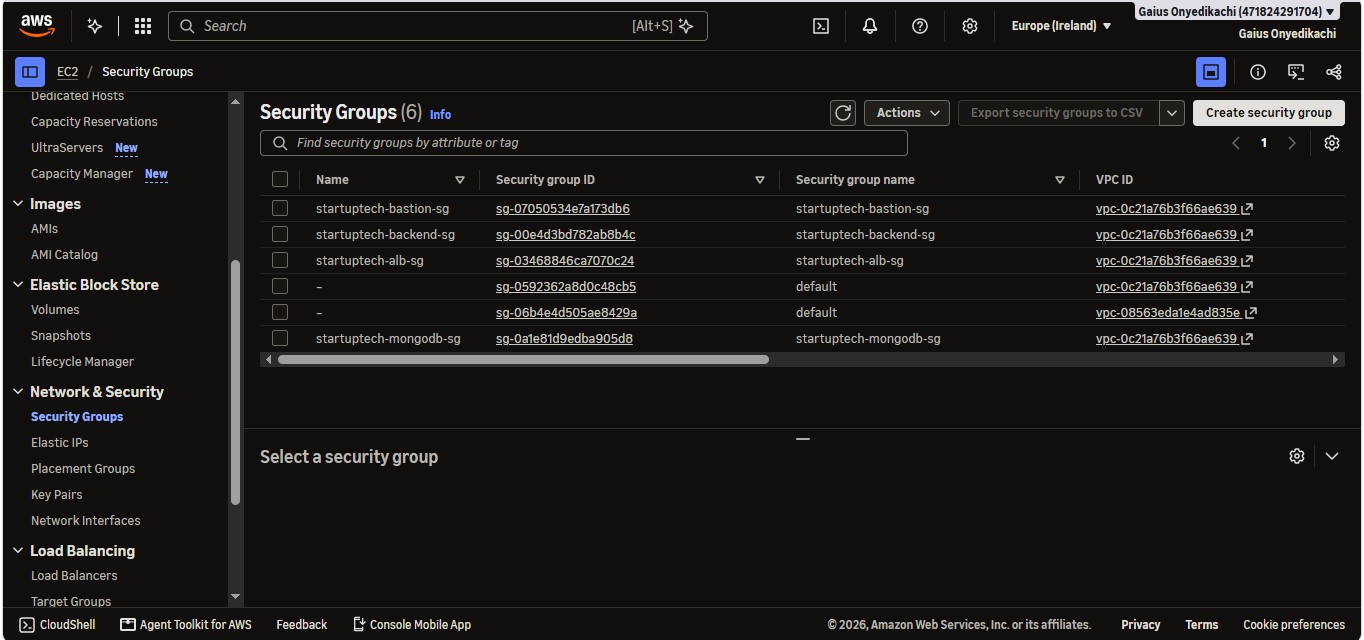 aws
Search
[Alt+S]
Europe (Ireland)
Gaius Onyedikachi (471824291704)
Gaius Onyedikachi
EC2 / Security Groups
Dedicated Hosts
Capacity Reservations
UltraServers New
Capacity Manager New
Images
AMIs
AMI Catalog
Elastic Block Store
Volumes
Snapshots
Lifecycle Manager
Network & Security
Security Groups
Elastic IPs
Placement Groups
Key Pairs
Network Interfaces
Load Balancing
Load Balancers
Target Groups
Security Groups (6) Info
Actions
Export security groups to CSV
Create security group
Find security groups by attribute or tag
1
Name Security group ID Security group name VPC ID
startuptech-bastion-sg sg-07050534e7a173db6 startuptech-bastion-sg vpc-0c21a76b3f66ae639
startuptech-backend-sg sg-00e4d3bd782ab8b4c startuptech-backend-sg vpc-0c21a76b3f66ae639
startuptech-alb-sg sg-03468846ca7070c24 startuptech-alb-sg vpc-0c21a76b3f66ae639
– sg-0592362a8d0c48cb5 default vpc-0c21a76b3f66ae639
– sg-06b4e4d505ae8429a default vpc-08563eda1e4ad835e
startuptech-mongodb-sg sg-0a1e81d9edba905d8 startuptech-mongodb-sg vpc-0c21a76b3f66ae639
Select a security group
CloudShell Agent Toolkit for AWS Feedback Console Mobile App © 2026, Amazon Web Services, Inc. or its affiliates. Privacy Terms Cookie preferences